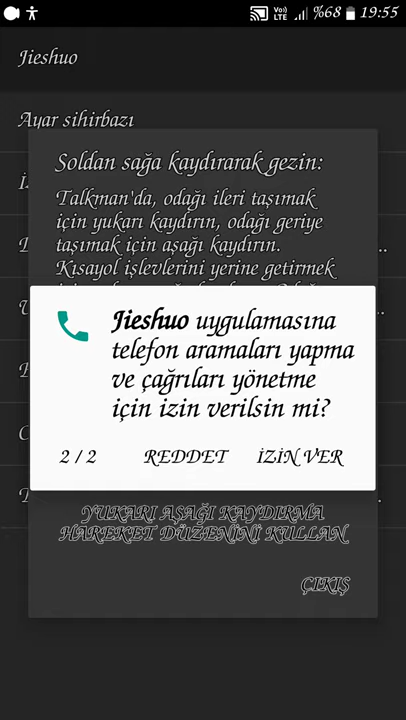 VoLTE %68 19:55
Jieshuo
Ayar sihirbazı
Soldan sağa kaydırarak gezin:
Talkman'da, odağı ileri taşımak
için yukarı kaydırın, odağı geriye
taşımak için aşağı kaydırın.
Kısayol işlevlerini yerine getirmek
Jieshuo uygulamasına
telefon aramaları yapma
ve çağrıları yönetme
için izin verilsin mi?
2 / 2 REDDET İZİN VER
YUKARI AŞAĞI KAYDIRMA
HAREKET DÜZENİNİ KULLAN
ÇIKIŞ